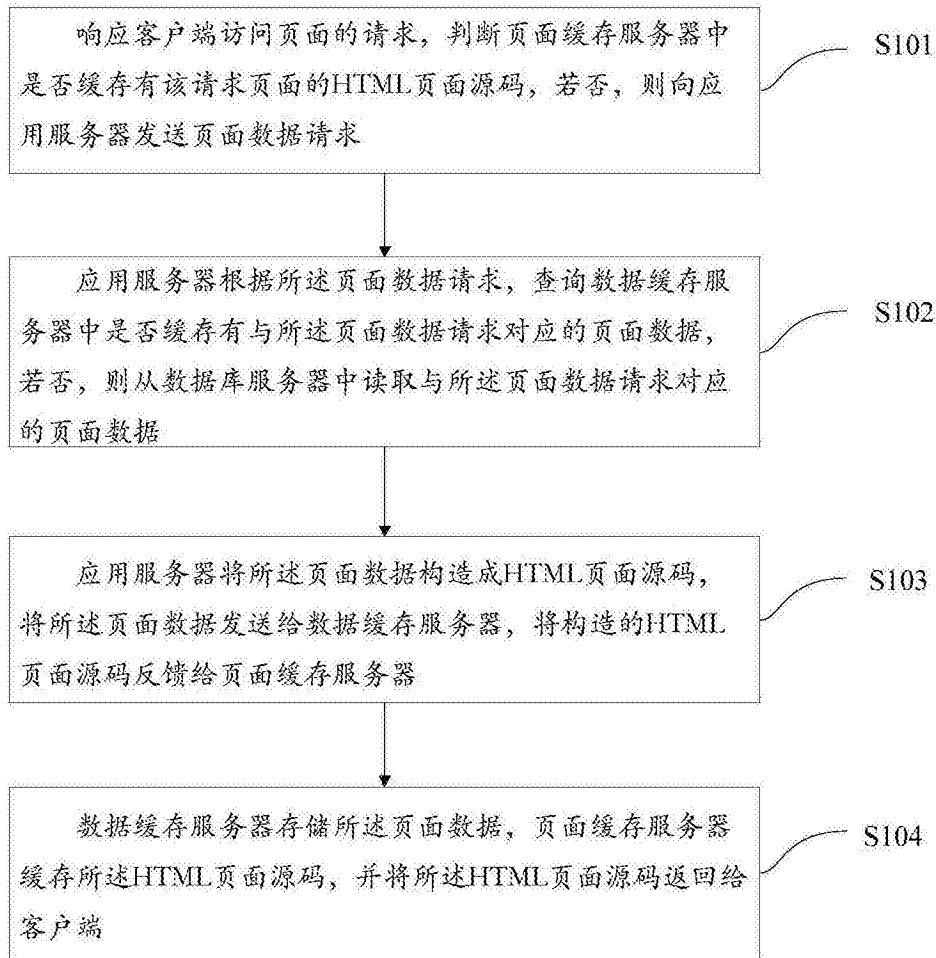 响应客户端访问页面的请求，判断页面缓存服务器中
是否缓存有该请求页面的HTML页面源码，若否，则向应
用服务器发送页面数据请求
S101
应用服务器根据所述页面数据请求，查询数据缓存服
务器中是否缓存有与所述页面数据请求对应的页面数据，
若否，则从数据库服务器中读取与所述页面数据请求对应
的页面数据
S102
应用服务器将所述页面数据构造成HTML页面源码，
将所述页面数据发送给数据缓存服务器，将构造的HTML
页面源码反馈给页面缓存服务器
S103
数据缓存服务器存储所述页面数据，页面缓存服务器
缓存所述HTML页面源码，并将所述HTML页面源码返回给
客户端
S104